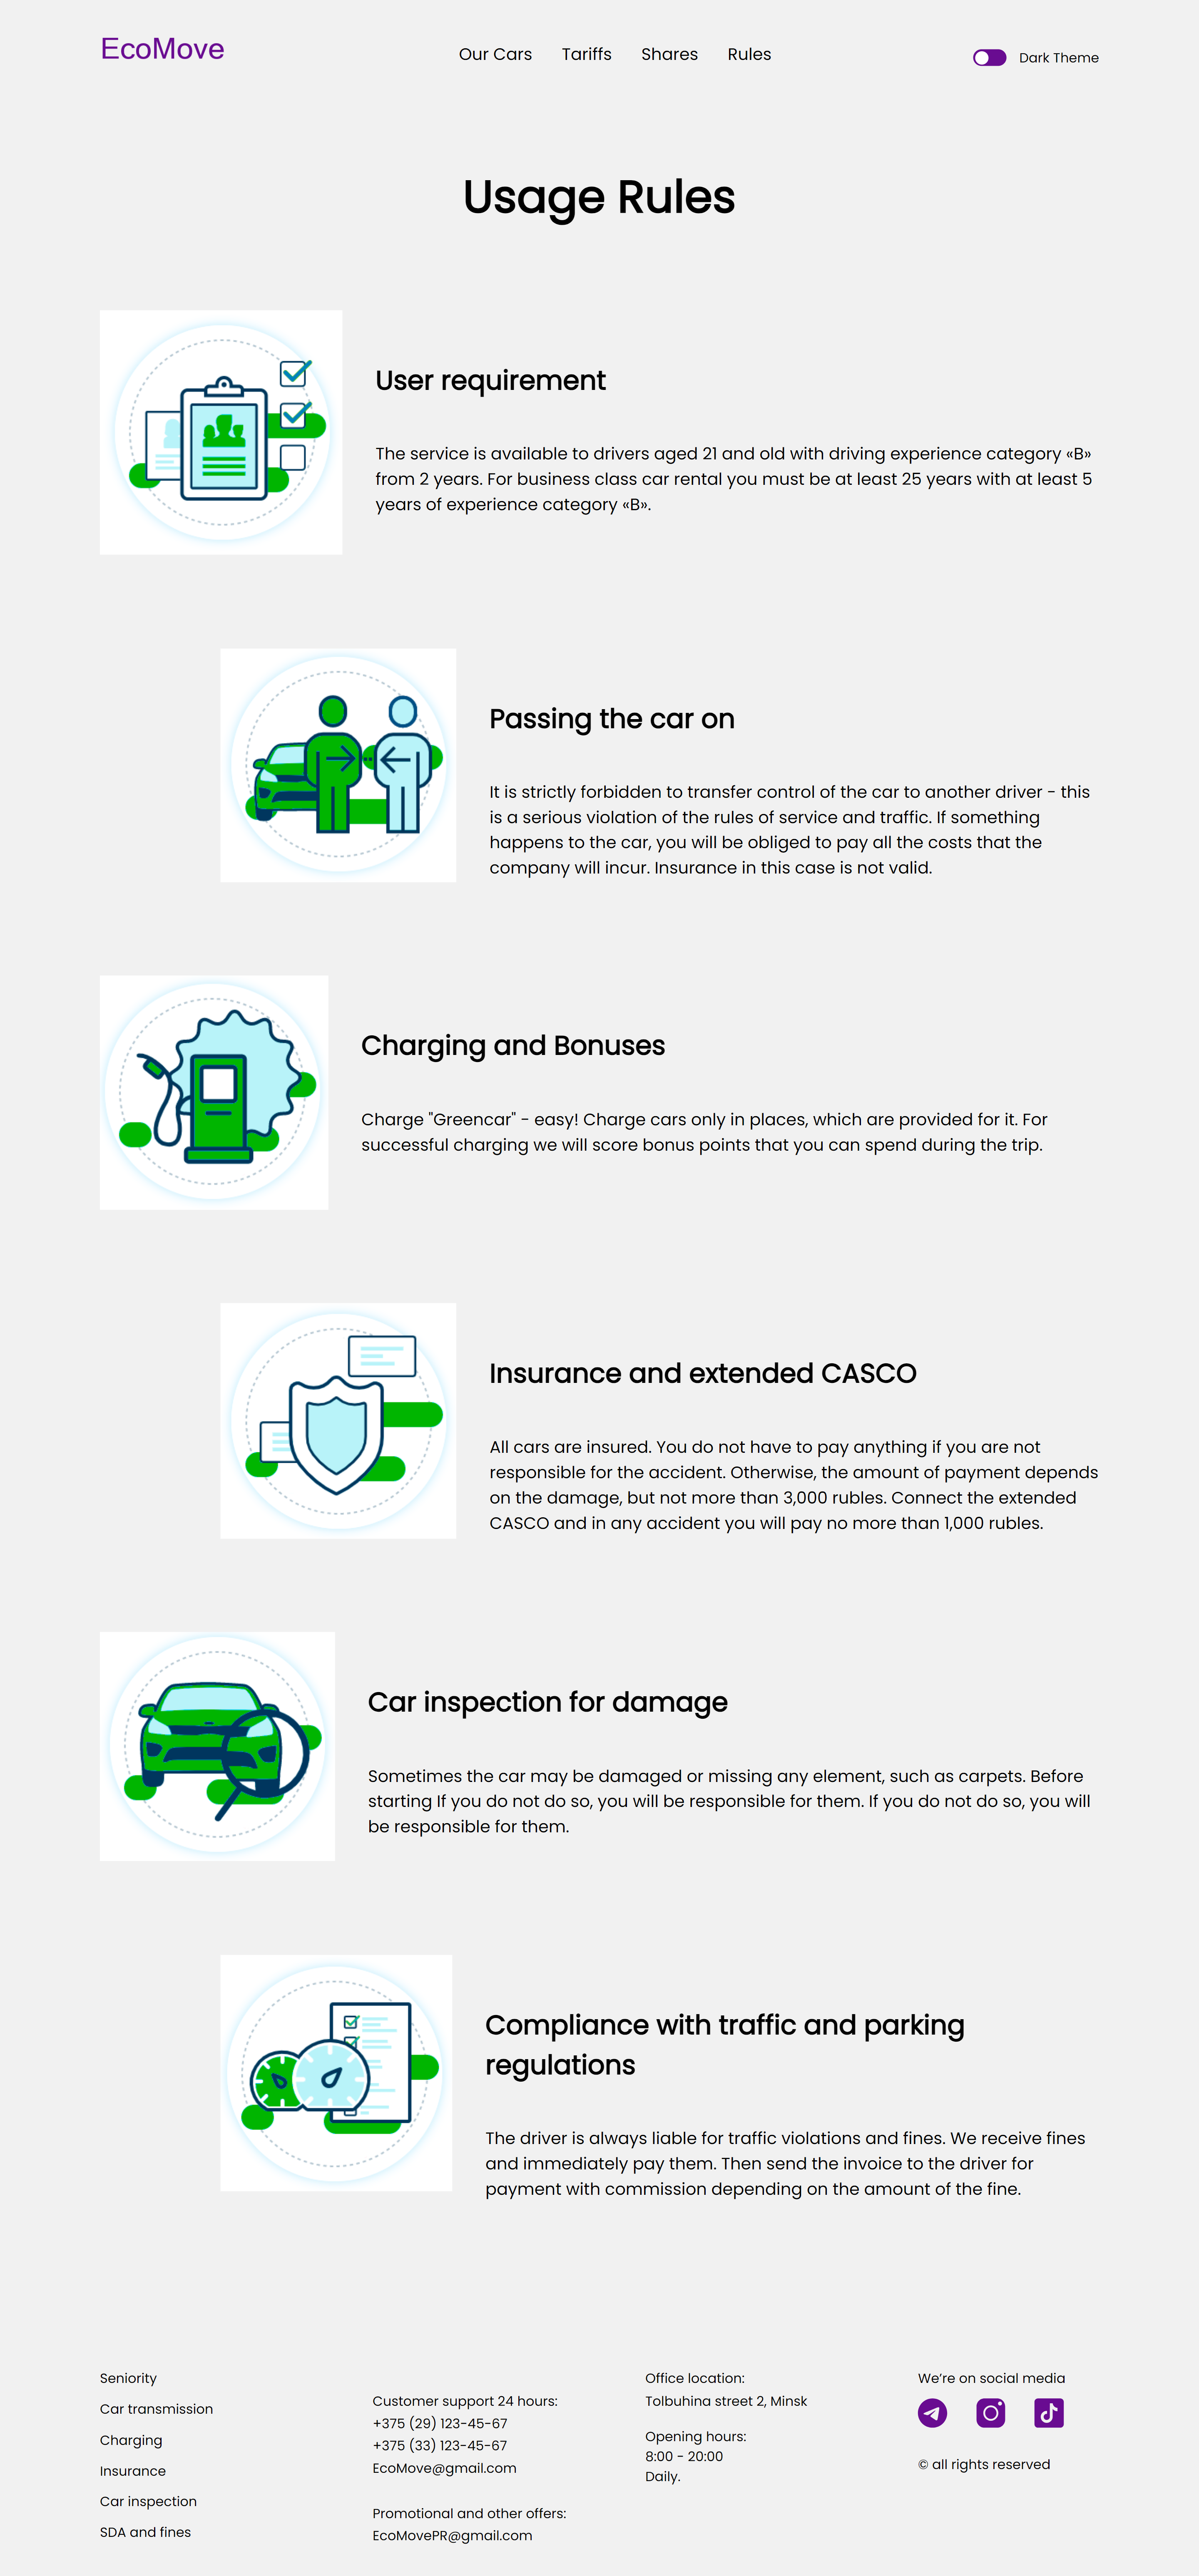 EcoMove
Our Cars
Tariffs
Shares
Rules
Dark Theme
Usage Rules
User requirement
The service is available to drivers aged 21 and old with driving experience category «B»
from 2 years. For business class car rental you must be at least 25 years with at least 5
years of experience category «B».
Passing the car on
It is strictly forbidden to transfer control of the car to another driver - this
is a serious violation of the rules of service and traffic. If something
happens to the car, you will be obliged to pay all the costs that the
company will incur. Insurance in this case is not valid.
Charging and Bonuses
Charge "Greencar" - easy! Charge cars only in places, which are provided for it. For
successful charging we will score bonus points that you can spend during the trip.
Insurance and extended CASCO
All cars are insured. You do not have to pay anything if you are not
responsible for the accident. Otherwise, the amount of payment depends
on the damage, but not more than 3,000 rubles. Connect the extended
CASCO and in any accident you will pay no more than 1,000 rubles.
Car inspection for damage
Sometimes the car may be damaged or missing any element, such as carpets. Before
starting If you do not do so, you will be responsible for them. If you do not do so, you will
be responsible for them.
Compliance with traffic and parking
regulations
The driver is always liable for traffic violations and fines. We receive fines
and immediately pay them. Then send the invoice to the driver for
payment with commission depending on the amount of the fine.
Seniority
Car transmission
Charging
Insurance
Car inspection
SDA and fines
Customer support 24 hours:
+375 (29) 123-45-67
+375 (33) 123-45-67
EcoMove@gmail.com
Promotional and other offers:
EcoMovePR@gmail.com
Office location:
Tolbuhina street 2, Minsk
Opening hours:
8:00 - 20:00
Daily.
We're on social media
© all rights reserved